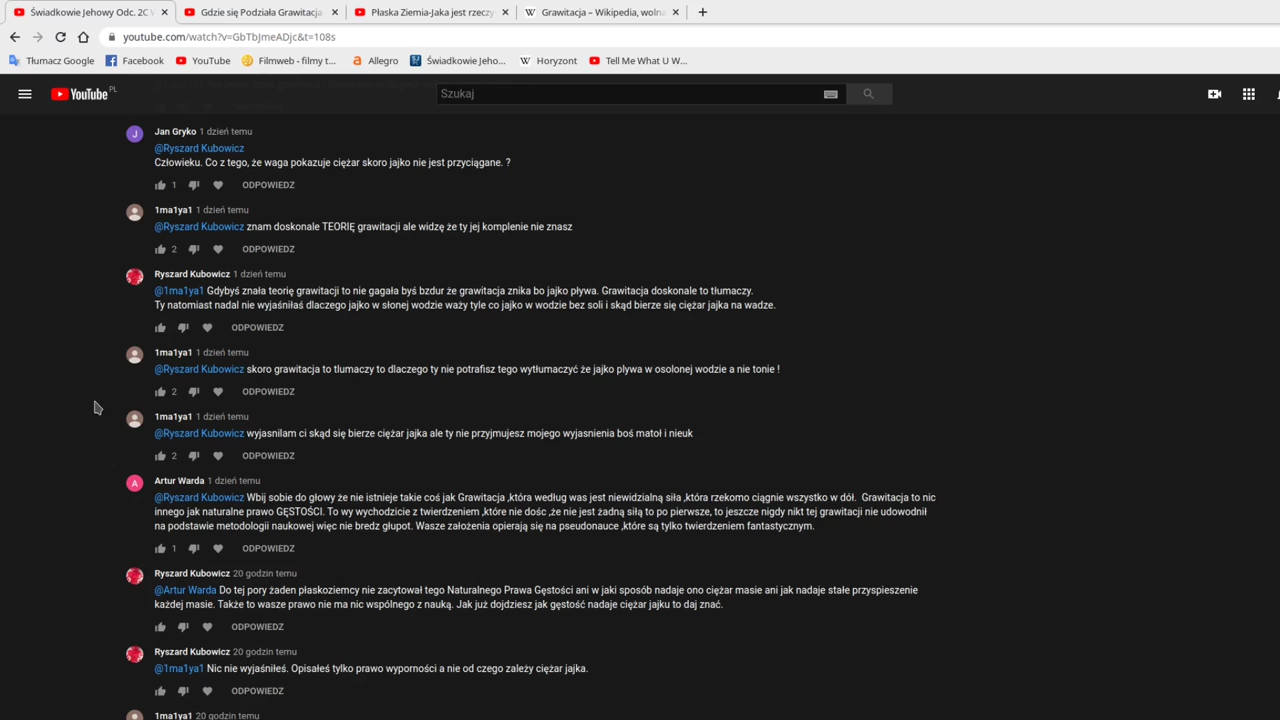 Świadkowie Jehowy Odc. 2C
Gdzie się Podziała Grawitacja
Płaska Ziemia-Jaka jest rzeczy
W Grawitacja – Wikipedia, wolna
youtube.com/watch?v=GbTbJmeADjc&t=108s
Tłumacz Google
Facebook
YouTube
Filmweb - filmy t...
Allegro
Świadkowie Jeho...
W Horyzont
Tell Me What U W...
YouTube PL
Szukaj
J
Jan Gryko 1 dzień temu
@Ryszard Kubowicz
Człowieku. Co z tego, że waga pokazuje ciężar skoro jajko nie jest przyciągane. ?
1 ODPOWIEDZ
1ma1ya1 1 dzień temu
@Ryszard Kubowicz znam doskonale TEORIĘ grawitacji ale widzę że ty jej komplenie nie znasz
2 ODPOWIEDZ
Ryszard Kubowicz 1 dzień temu
@1ma1ya1 Gdybyś znała teorię grawitacji to nie gagała byś bzdur że grawitacja znika bo jajko pływa. Grawitacja doskonale to tłumaczy.
Ty natomiast nadal nie wyjaśniłaś dlaczego jajko w słonej wodzie waży tyle co jajko w wodzie bez soli i skąd bierze się ciężar jajka na wadze.
ODPOWIEDZ
1ma1ya1 1 dzień temu
@Ryszard Kubowicz skoro grawitacja to tlumaczy to dlaczego ty nie potrafisz tego wytłumaczyć że jajko plywa w osolonej wodzie a nie tonie !
2 ODPOWIEDZ
1ma1ya1 1 dzień temu
@Ryszard Kubowicz wyjasnilam ci skąd się bierze ciężar jajka ale ty nie przyjmujesz mojego wyjasnienia boś matoł i nieuk
2 ODPOWIEDZ
A
Artur Warda 1 dzień temu
@Ryszard Kubowicz Wbij sobie do głowy że nie istnieje takie coś jak Grawitacja ,która według was jest niewidzialną siła ,która rzekomo ciągnie wszystko w dół. Grawitacja to nic
innego jak naturalne prawo GĘSTOŚCI. To wy wychodzicie z twierdzeniem ,które nie dośc ,że nie jest żadną siłą to po pierwsze, to jeszcze nigdy nikt tej grawitacji nie udowodnił
na podstawie metodologii naukowej więc nie bredz głupot. Wasze założenia opierają się na pseudonauce ,które są tylko twierdzeniem fantastycznym.
1 ODPOWIEDZ
Ryszard Kubowicz 20 godzin temu
@Artur Warda Do tej pory żaden płaskoziemcy nie zacytował tego Naturalnego Prawa Gęstości ani w jaki sposób nadaje ono ciężar masie ani jak nadaje stałe przyspieszenie
każdej masie. Także to wasze prawo nie ma nic wspólnego z nauką. Jak już dojdziesz jak gęstość nadaje ciężar jajku to daj znać.
ODPOWIEDZ
Ryszard Kubowicz 20 godzin temu
@1ma1ya1 Nic nie wyjaśniłeś. Opisałeś tylko prawo wyporności a nie od czego zależy ciężar jajka.
ODPOWIEDZ
1ma1ya1 20 godzin temu